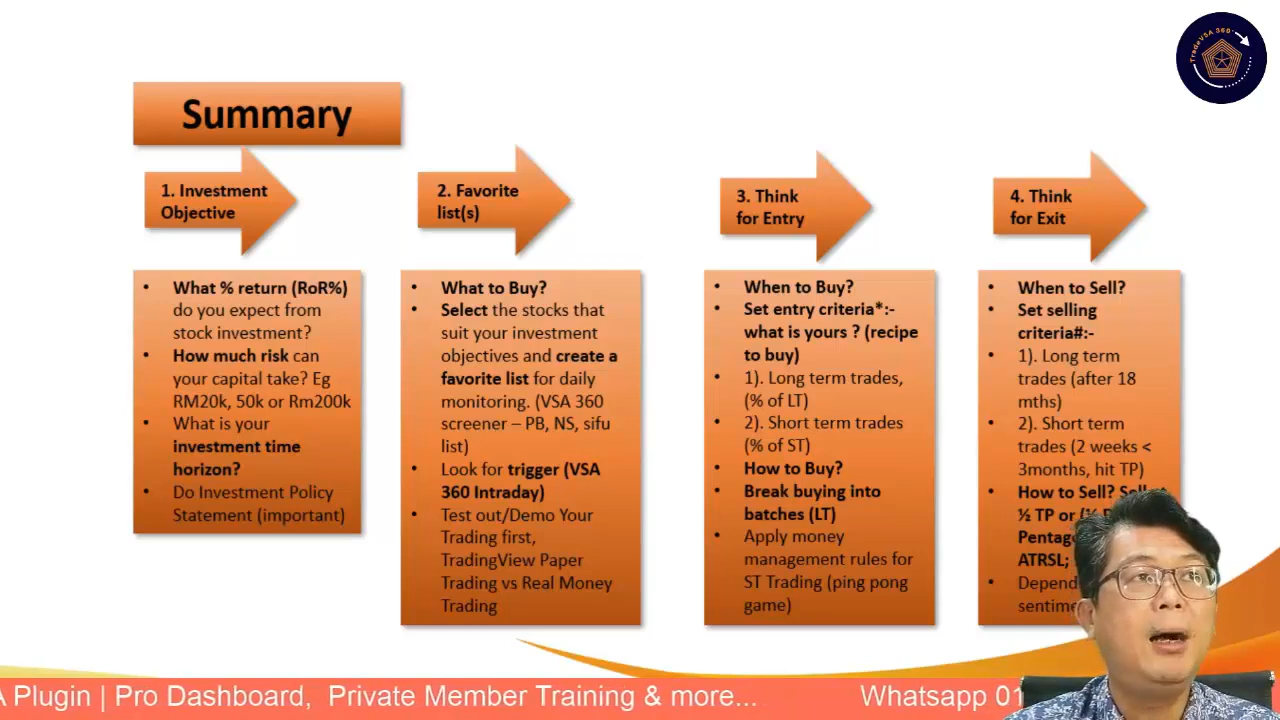 TradeVSA 360°
Summary
1. Investment
Objective
2. Favorite
list(s)
3. Think
for Entry
4. Think
for Exit
• What % return (RoR%)
do you expect from
stock investment?
• How much risk can
your capital take? Eg
RM20k, 50k or Rm200k
• What is your
investment time
horizon?
• Do Investment Policy
Statement (important)
• What to Buy?
• Select the stocks that
suit your investment
objectives and create a
favorite list for daily
monitoring. (VSA 360
screener – PB, NS, sifu
list)
• Look for trigger (VSA
360 Intraday)
• Test out/Demo Your
Trading first,
TradingView Paper
Trading vs Real Money
Trading
• When to Buy?
• Set entry criteria*:-
what is yours ? (recipe
to buy)
• 1). Long term trades,
(% of LT)
• 2). Short term trades
(% of ST)
• How to Buy?
• Break buying into
batches (LT)
• Apply money
management rules for
ST Trading (ping pong
game)
• When to Sell?
• Set selling
criteria#:-
• 1). Long term
trades (after 18
mths)
• 2). Short term
trades (2 weeks <
3months, hit TP)
• How to Sell?
½ TP or
ATRSL;
•
A Plugin | Pro Dashboard, Private Member Training & more... Whatsapp 01